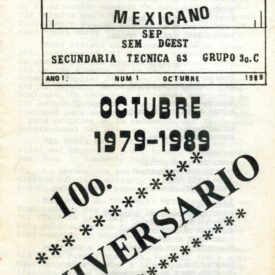 MEXICANO
SEP
SEM DGEST
SECUNDARIA TECNICA 63 GRUPO 3o.C
AÑO 1. NUM 1 OCTUBRE 1989
OCTUBRE
1979-1989
10o.
*** ** ********
IVERSARIO
*** ** **********